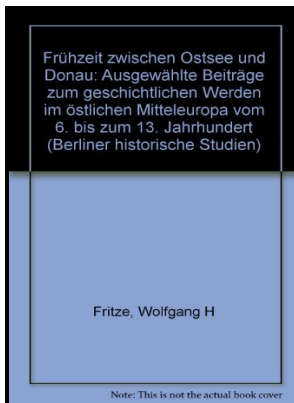 Frühzeit zwischen Ostsee und
Donau: Ausgewählte Beiträge
zum geschichtlichen Werden
im östlichen Mitteleuropa vom
6. bis zum 13. Jahrhundert
(Berliner historische Studien)
Fritze, Wolfgang H
Note: This is not the actual book cover